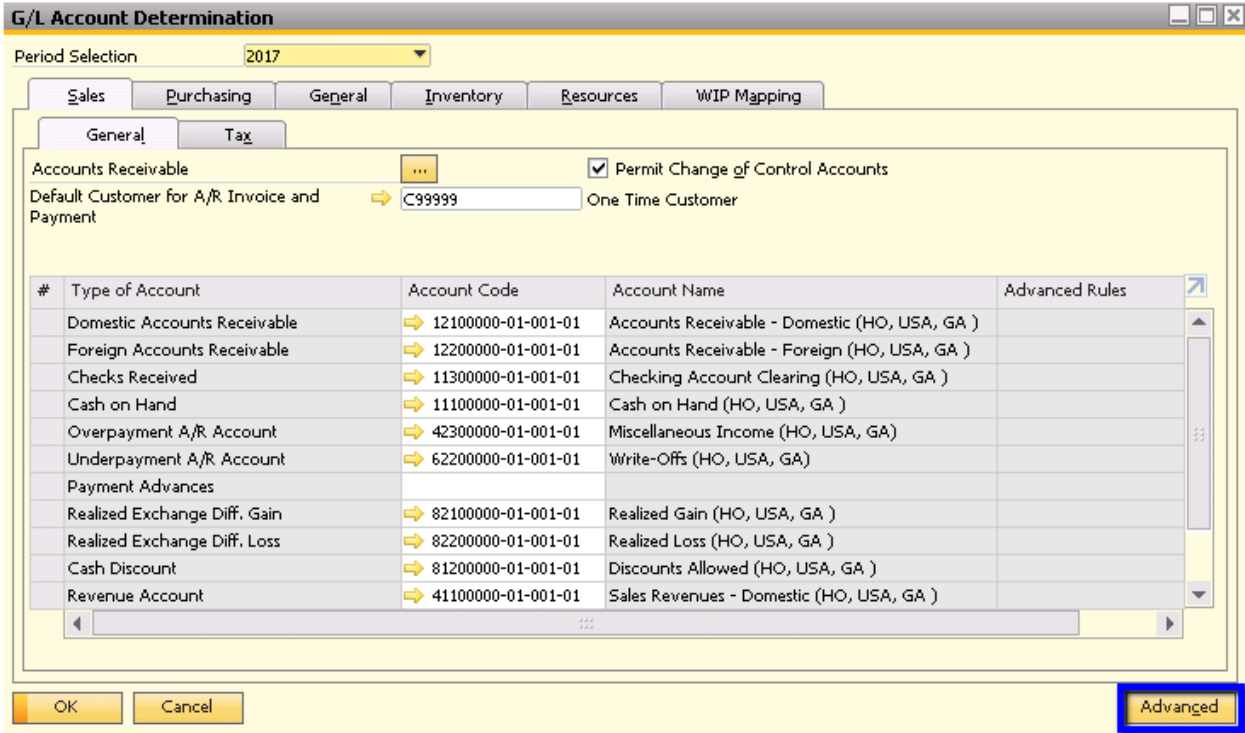 G/L Account Determination
Period Selection 2017
Sales Purchasing General Inventory Resources WIP Mapping
General Tax
Accounts Receivable ... Permit Change of Control Accounts
Default Customer for A/R Invoice and Payment C99999 One Time Customer
# Type of Account Account Code Account Name Advanced Rules
Domestic Accounts Receivable 12100000-01-001-01 Accounts Receivable - Domestic (HO, USA, GA )
Foreign Accounts Receivable 12200000-01-001-01 Accounts Receivable - Foreign (HO, USA, GA )
Checks Received 11300000-01-001-01 Checking Account Clearing (HO, USA, GA )
Cash on Hand 11100000-01-001-01 Cash on Hand (HO, USA, GA )
Overpayment A/R Account 42300000-01-001-01 Miscellaneous Income (HO, USA, GA)
Underpayment A/R Account 62200000-01-001-01 Write-Offs (HO, USA, GA)
Payment Advances
Realized Exchange Diff. Gain 82100000-01-001-01 Realized Gain (HO, USA, GA )
Realized Exchange Diff. Loss 82200000-01-001-01 Realized Loss (HO, USA, GA )
Cash Discount 81200000-01-001-01 Discounts Allowed (HO, USA, GA )
Revenue Account 41100000-01-001-01 Sales Revenues - Domestic (HO, USA, GA )
OK Cancel Advanced